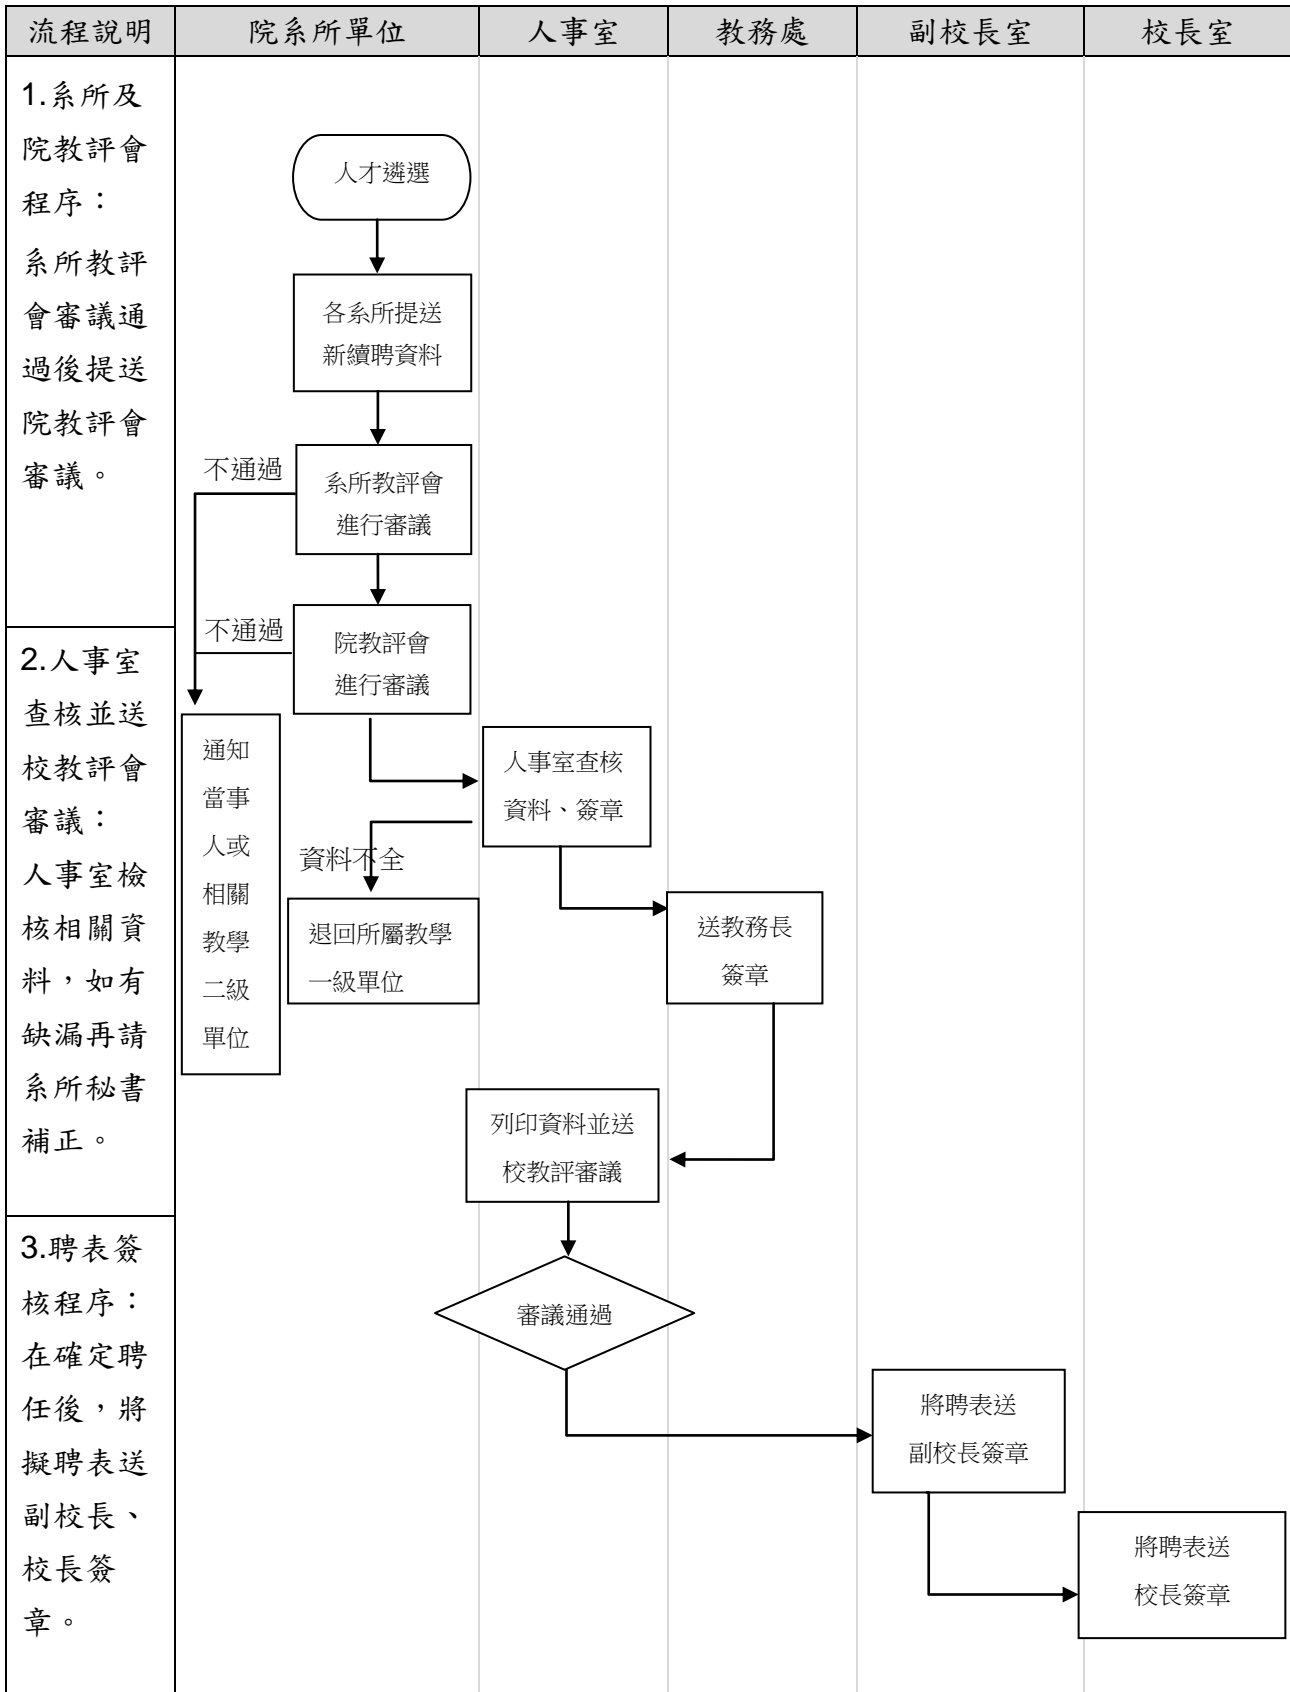 流程說明 院系所單位 人事室 教務處 副校長室 校長室
1.系所及
院教評會
程序：
系所教評
會審議通
過後提送
院教評會
審議。
2.人事室
查核並送
校教評會
審議：
人事室檢
核相關資
料，如有
缺漏再請
系所秘書
補正。
3.聘表簽
核程序：
在確定聘
任後，將
擬聘表送
副校長、
校長簽
章。
人才遴選
各系所提送
新續聘資料
不通過
系所教評會
進行審議
不通過
院教評會
進行審議
通知
當事
人或
相關
教學
二級
單位
人事室查核
資料、簽章
資料不全
退回所屬教學
一級單位
送教務長
簽章
列印資料並送
校教評審議
審議通過
將聘表送
副校長簽章
將聘表送
校長簽章